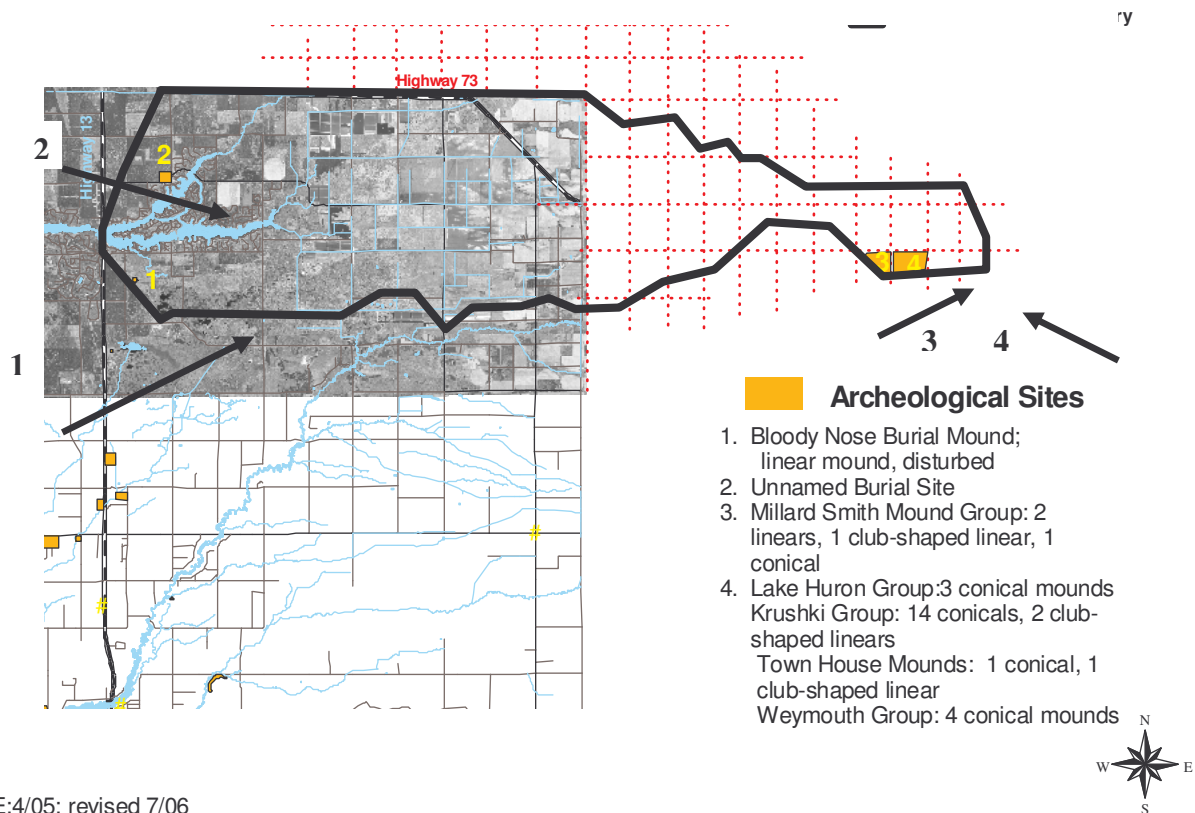 ry
Highway 73
Highway 13
2
2
1
1
3
4
3
4
#
#
#
Archeological Sites
1. Bloody Nose Burial Mound;
linear mound, disturbed
2. Unnamed Burial Site
3. Millard Smith Mound Group: 2
linears, 1 club-shaped linear, 1
conical
4. Lake Huron Group:3 conical mounds
Krushki Group: 14 conicals, 2 club-
shaped linears
Town House Mounds: 1 conical, 1
club-shaped linear
Weymouth Group: 4 conical mounds
N
W
E
S
E:4/05; revised 7/06